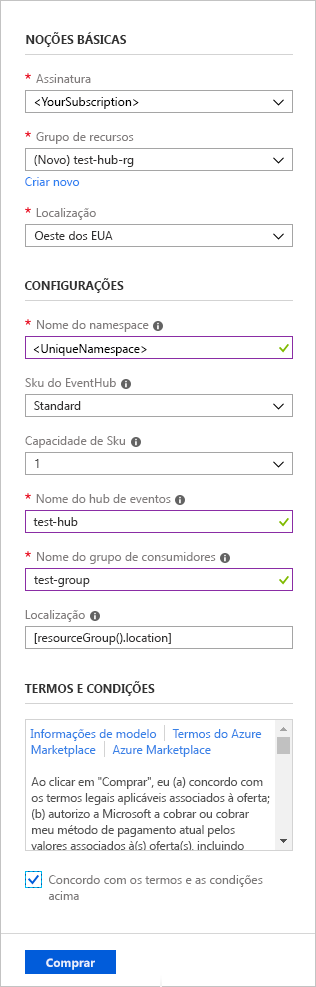 NOÇÕES BÁSICAS
* Assinatura
<YourSubscription>
* Grupo de recursos
(Novo) test-hub-rg
Criar novo
* Localização
Oeste dos EUA
CONFIGURAÇÕES
* Nome do namespace
<UniqueNamespace>
Sku do EventHub
Standard
Capacidade de Sku
1
* Nome do hub de eventos
test-hub
* Nome do grupo de consumidores
test-group
Localização
[resourceGroup().location]
TERMOS E CONDIÇÕES
Informações de modelo | Termos do Azure
Marketplace | Azure Marketplace
Ao clicar em "Comprar", eu (a) concordo com
os termos legais aplicáveis associados à oferta;
(b) autorizo a Microsoft a cobrar ou cobrar
meu método de pagamento atual pelos
valores associados à(s) oferta(s), incluindo
Concordo com os termos e as condições
acima
Comprar